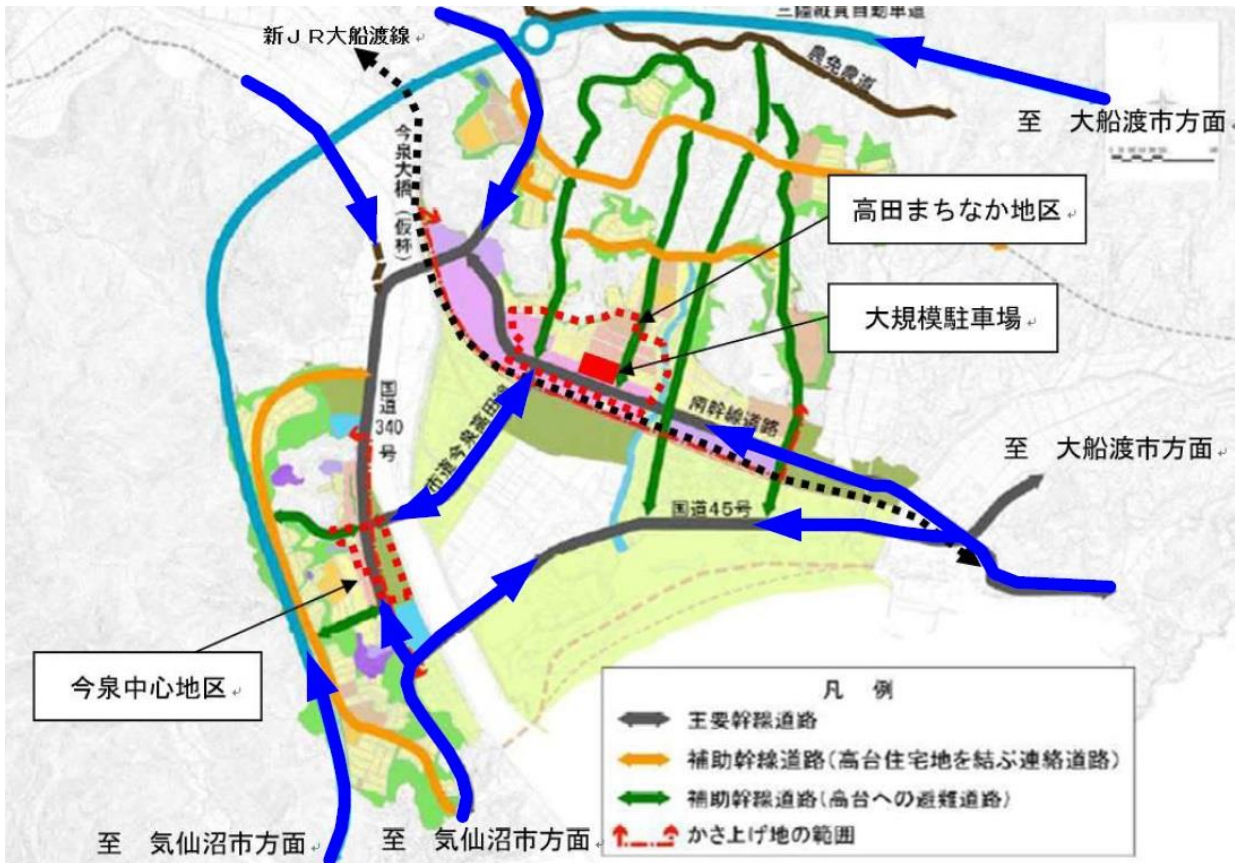 三陸縦貫自動車道
新JR大船渡線
農免農道
至 大船渡市方面
今泉大橋(仮称)
高田まちなか地区
大規模駐車場
国道340号
市道今泉高田線
南幹線道路
至 大船渡市方面
国道45号
今泉中心地区
凡 例
主要幹線道路
補助幹線道路(高台住宅地を結ぶ連絡道路)
補助幹線道路(高台への避難道路)
かさ上げ地の範囲
至 気仙沼市方面
至 気仙沼市方面